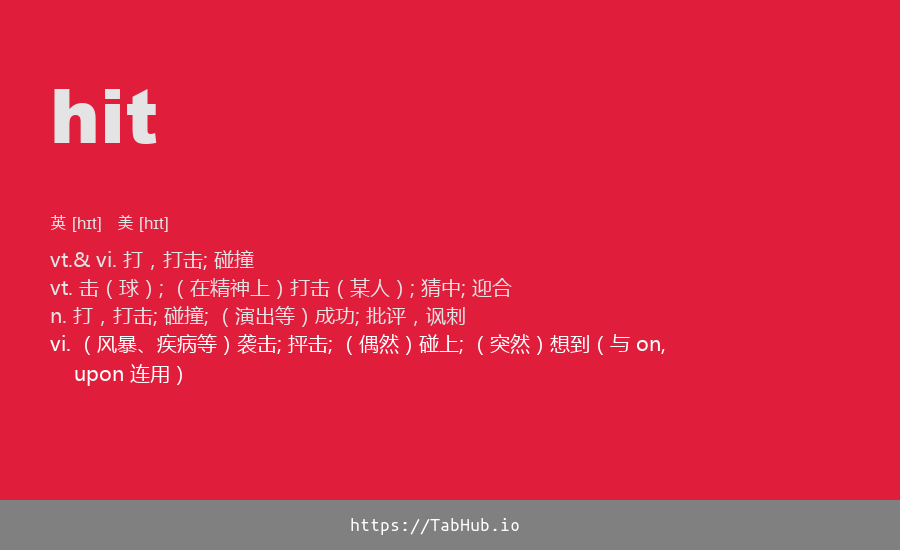 hit
英 [hɪt] 美 [hɪt]
vt.& vi. 打，打击; 碰撞
vt. 击（球）; （在精神上）打击（某人）; 猜中; 迎合
n. 打，打击; 碰撞; （演出等）成功; 批评，讽刺
vi. （风暴、疾病等）袭击; 抨击; （偶然）碰上; （突然）想到（与 on,
upon 连用）
https://TabHub.io